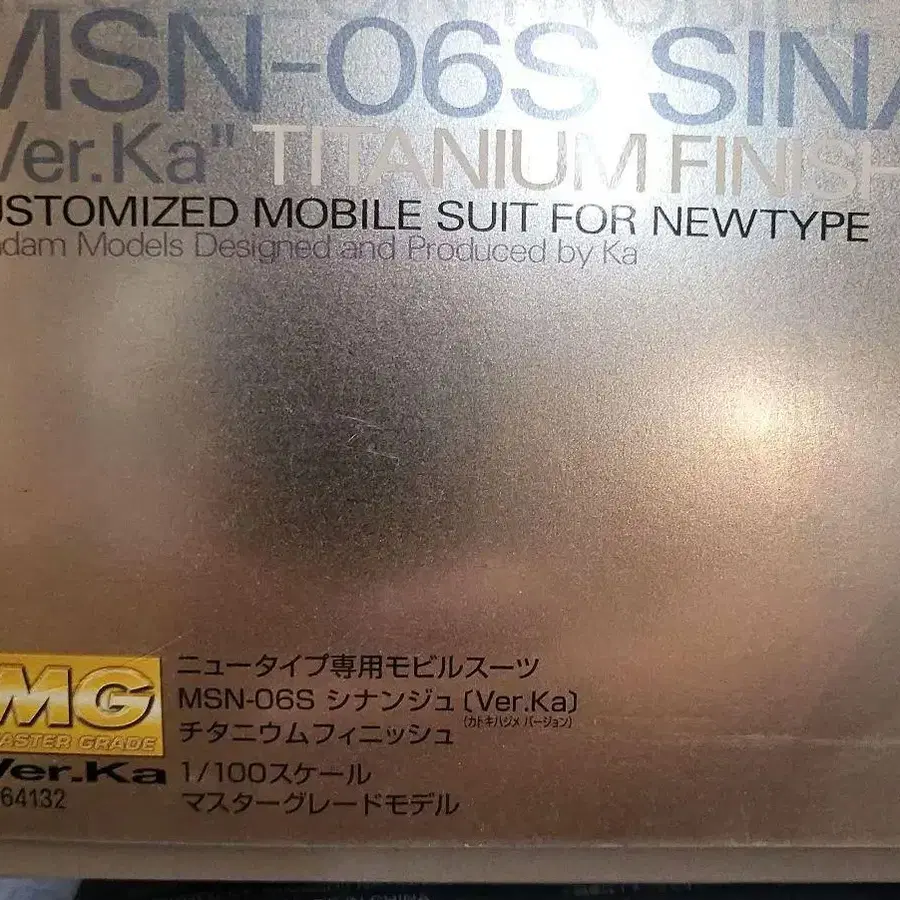 MSN-06S SINA
Ver.Ka" TITANIUM FINISH
USTOMIZED MOBILE SUIT FOR NEWTYPE
ndam Models Designed and Produced by Ka
MG
MASTER GRADE
Ver.Ka
64132
ニュータイプ専用モビルスーツ
MSN-06S シナンジュ〔Ver.Ka〕
(カトキハジメ バージョン)
チタニウムフィニッシュ
1/100スケール
マスターグレードモデル